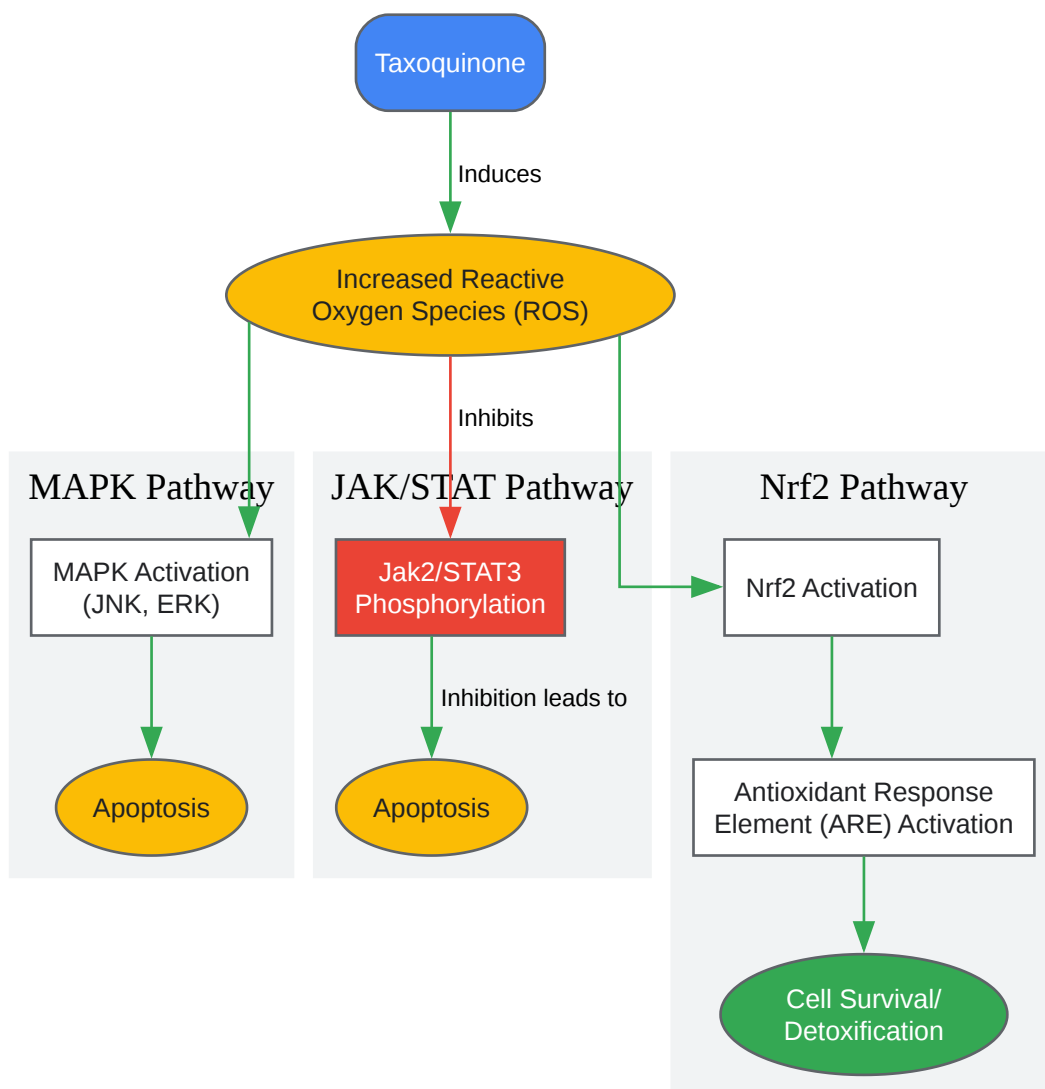 Taxoquinone
Induces
Increased Reactive
Oxygen Species (ROS)
Inhibits
MAPK Pathway
MAPK Activation
(JNK, ERK)
Apoptosis
JAK/STAT Pathway
Jak2/STAT3
Phosphorylation
Inhibition leads to
Apoptosis
Nrf2 Pathway
Nrf2 Activation
Antioxidant Response
Element (ARE) Activation
Cell Survival/
Detoxification